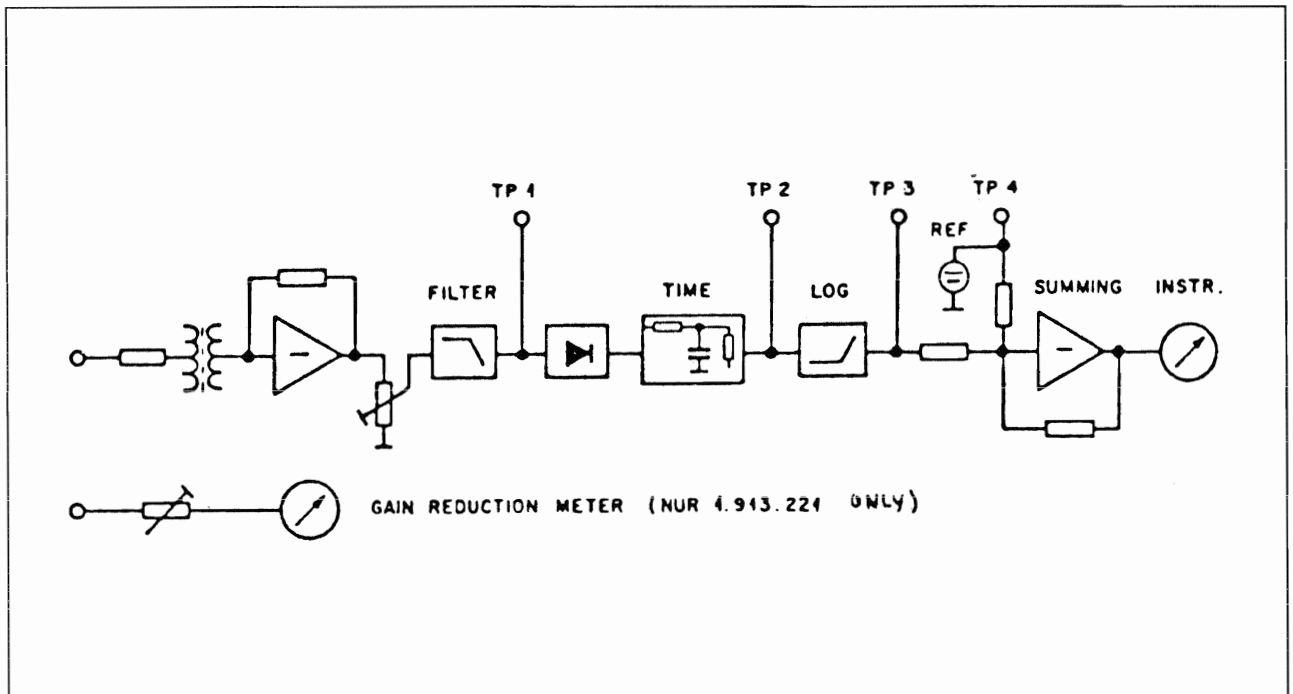 TP 1
TP 2
TP 3
TP 4
REF
FILTER
TIME
LOG
SUMMING
INSTR.
GAIN REDUCTION METER (NUR 1.913.221 ONLY)